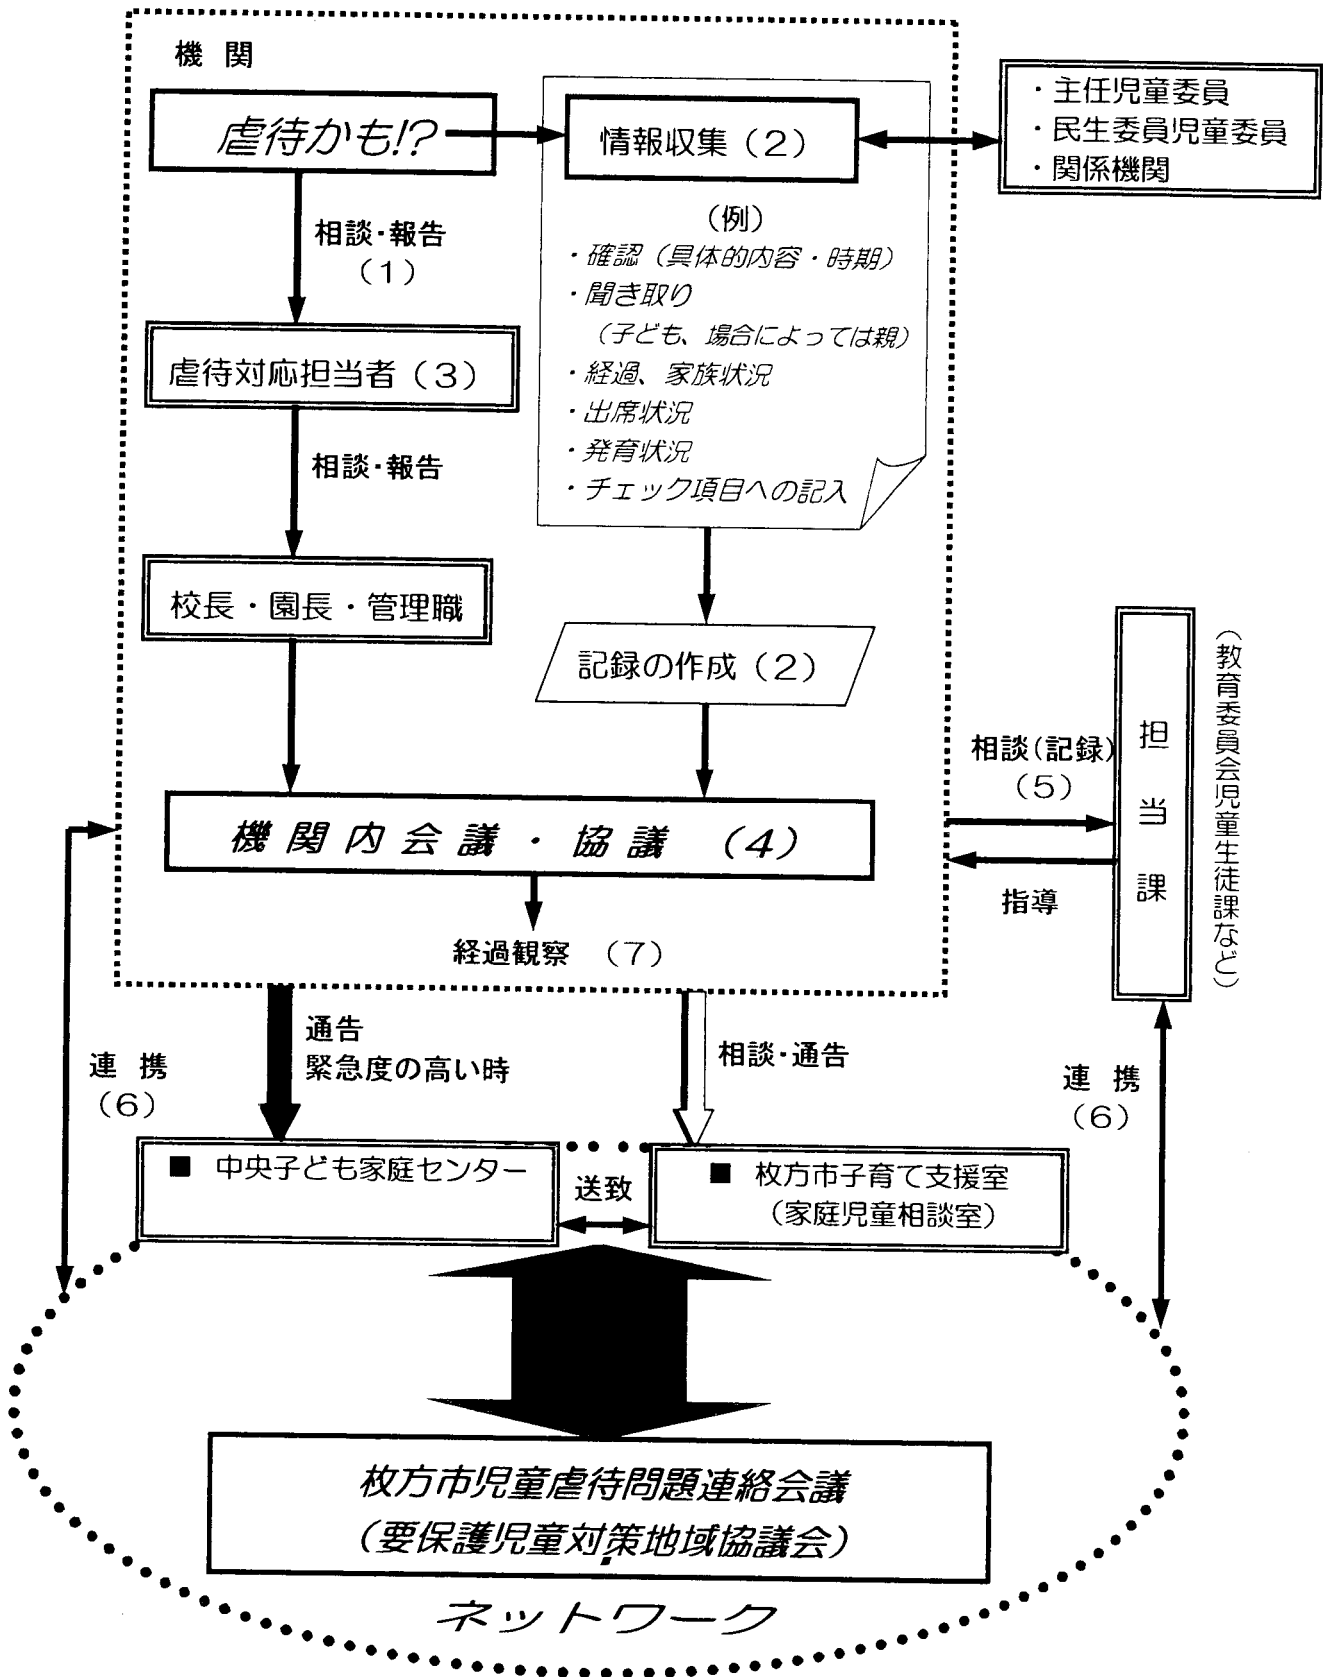 機 関
虐待かも!?
情報収集（2）
・主任児童委員
・民生委員児童委員
・関係機関
相談・報告
（1）
（例）
・確認（具体的内容・時期）
・聞き取り
（子ども、場合によっては親）
・経過、家族状況
・出席状況
・発育状況
・チェック項目への記入
虐待対応担当者（3）
相談・報告
校長・園長・管理職
記録の作成（2）
機関内会議・協議 （4）
経過観察 （7）
相談（記録）
（5）
指導
担当課
（教育委員会児童生徒課など）
連 携
（6）
通告
緊急度の高い時
相談・通告
連 携
（6）
■ 中央子ども家庭センター
送致
■ 枚方市子育て支援室
（家庭児童相談室）
枚方市児童虐待問題連絡会議
（要保護児童対策地域協議会）
ネットワーク